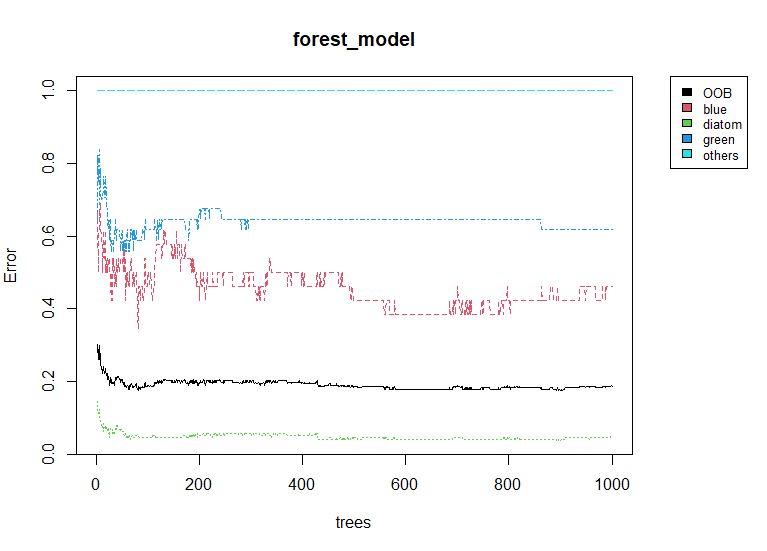 forest_model
Error
0.0
0.2
0.4
0.6
0.8
1.0
0 200 400 600 800 1000
trees
OOB
blue
diatom
green
others